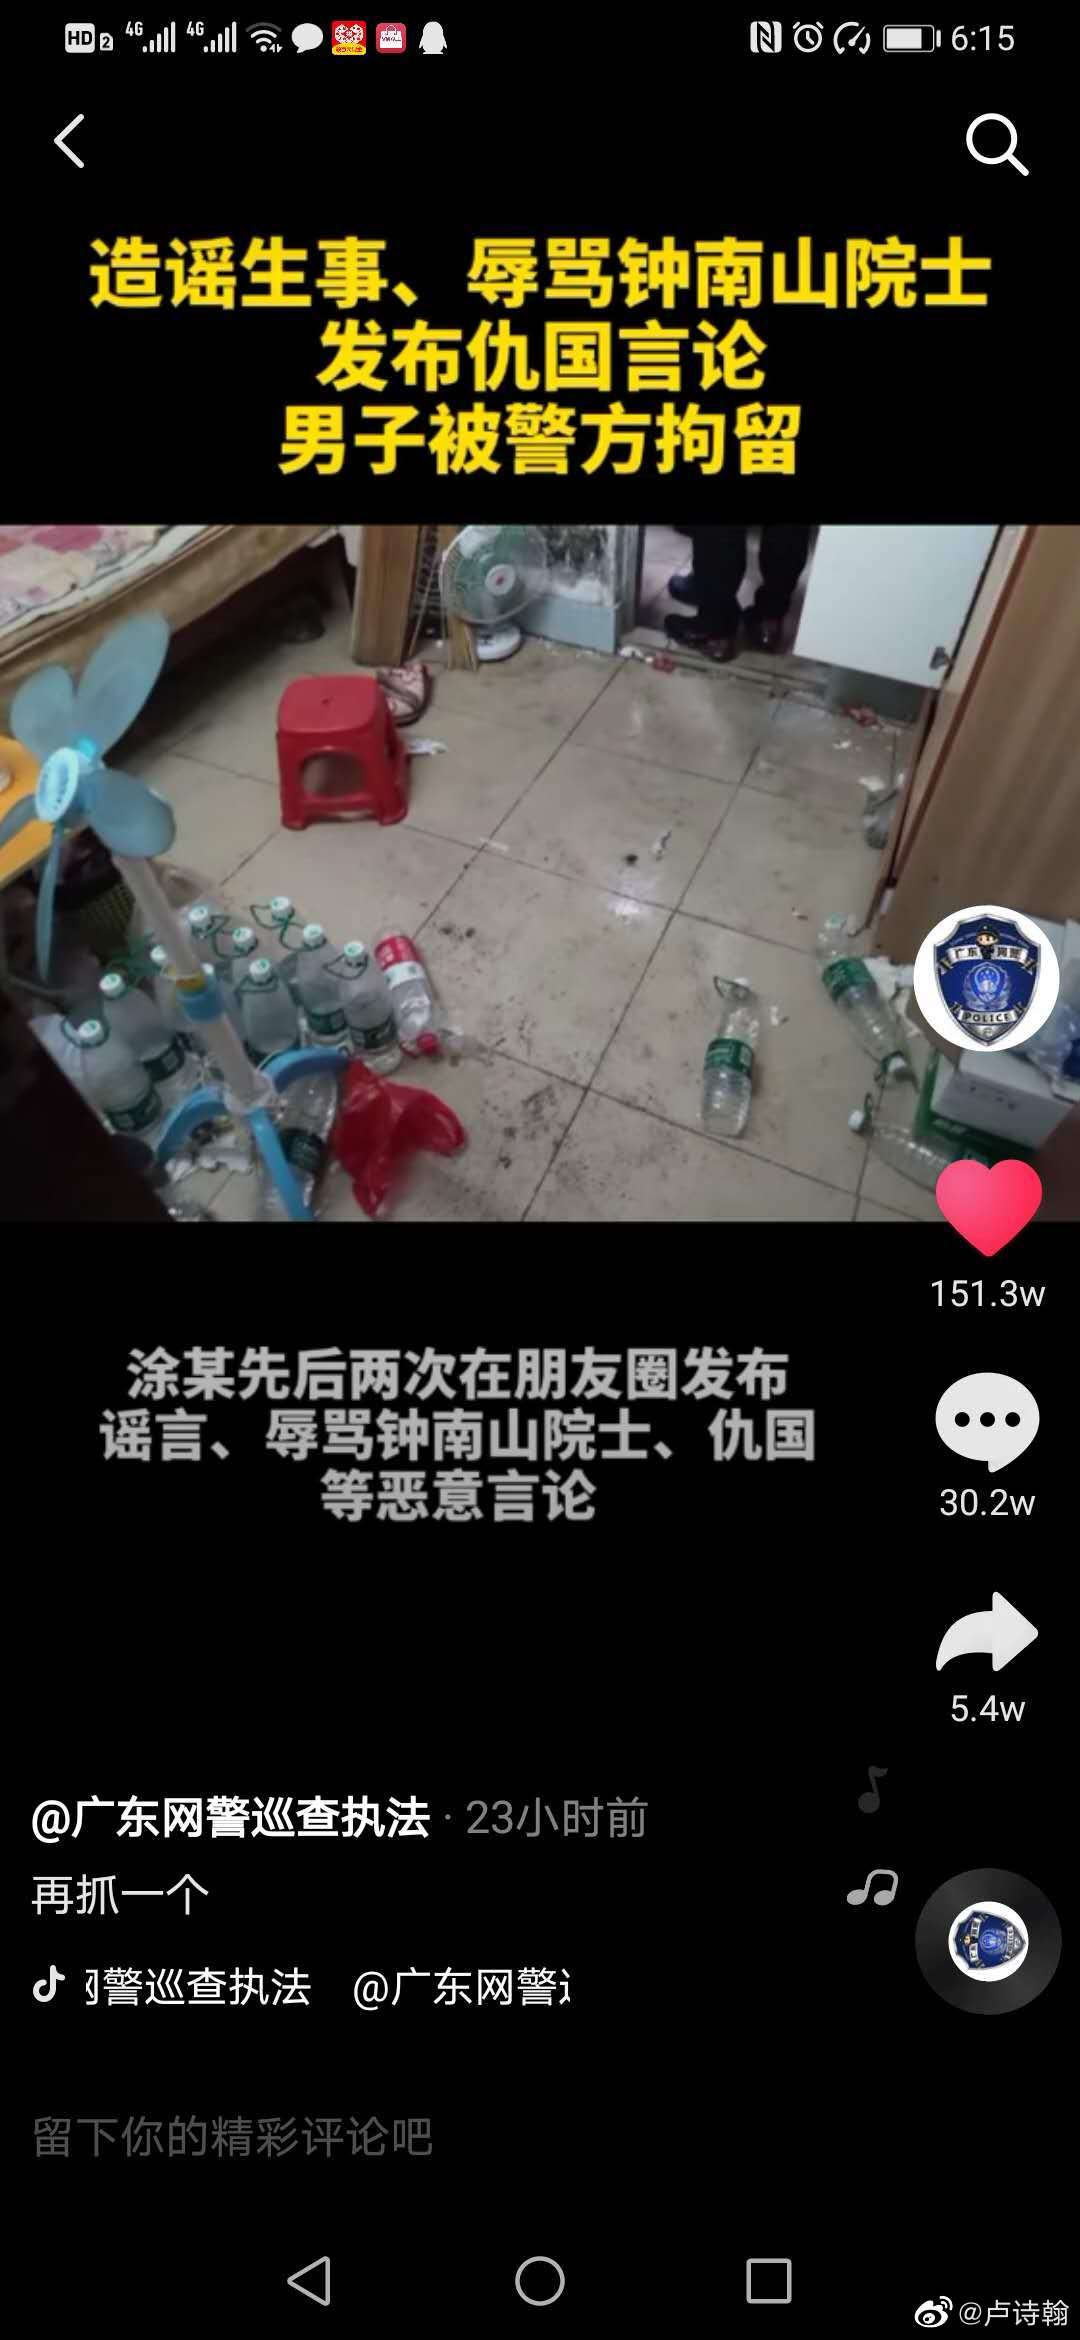 HD 2 4G 4G 6:15
造谣生事、辱骂钟南山院士
发布仇国言论
男子被警方拘留
广东网警
POLICE
151.3w
涂某先后两次在朋友圈发布
谣言、辱骂钟南山院士、仇国
等恶意言论
30.2w
5.4w
@广东网警巡查执法 · 23小时前
再抓一个
网警巡查执法 @广东网警巡
留下你的精彩评论吧
@卢诗翰